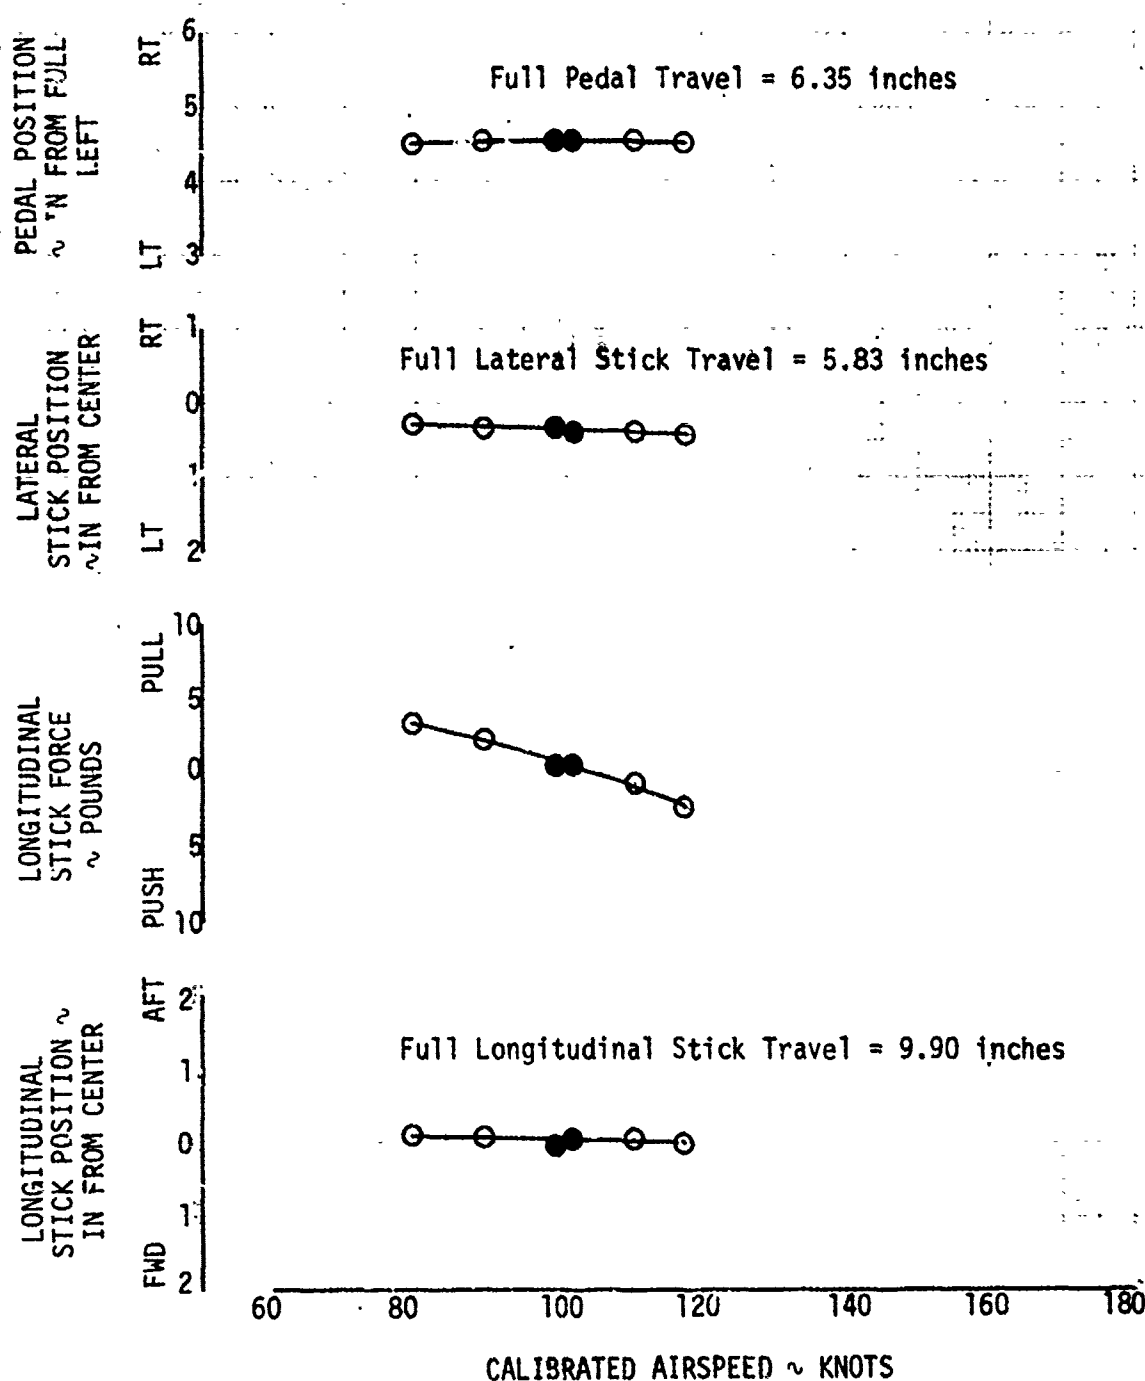 PEDAL POSITION
~ IN FROM FULL
LEFT
RT
LT
6
5
4
3
Full Pedal Travel = 6.35 inches
LATERAL
STICK POSITION
~IN FROM CENTER
RT
LT
1
0
1
2
Full Lateral Stick Travel = 5.83 inches
LONGITUDINAL
STICK FORCE
~ POUNDS
PULL
PUSH
10
5
0
5
10
LONGITUDINAL
STICK POSITION ~
IN FROM CENTER
AFT
FWD
2
1
0
1
2
Full Longitudinal Stick Travel = 9.90 inches
60 80 100 120 140 160 180
CALIBRATED AIRSPEED ~ KNOTS